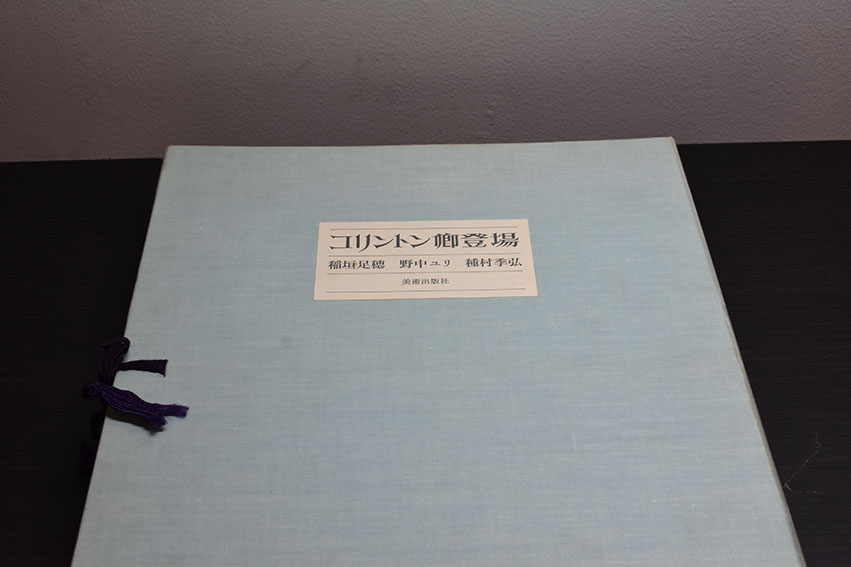 コリントン卿登場
稲垣足穂 野中ユリ 種村季弘
美術出版社